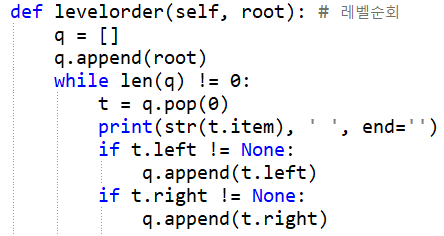 def levelorder(self, root): # 레벨순회
    q = []
    q.append(root)
    while len(q) != 0:
        t = q.pop(0)
        print(str(t.item), ' ', end='')
        if t.left != None:
            q.append(t.left)
        if t.right != None:
            q.append(t.right)